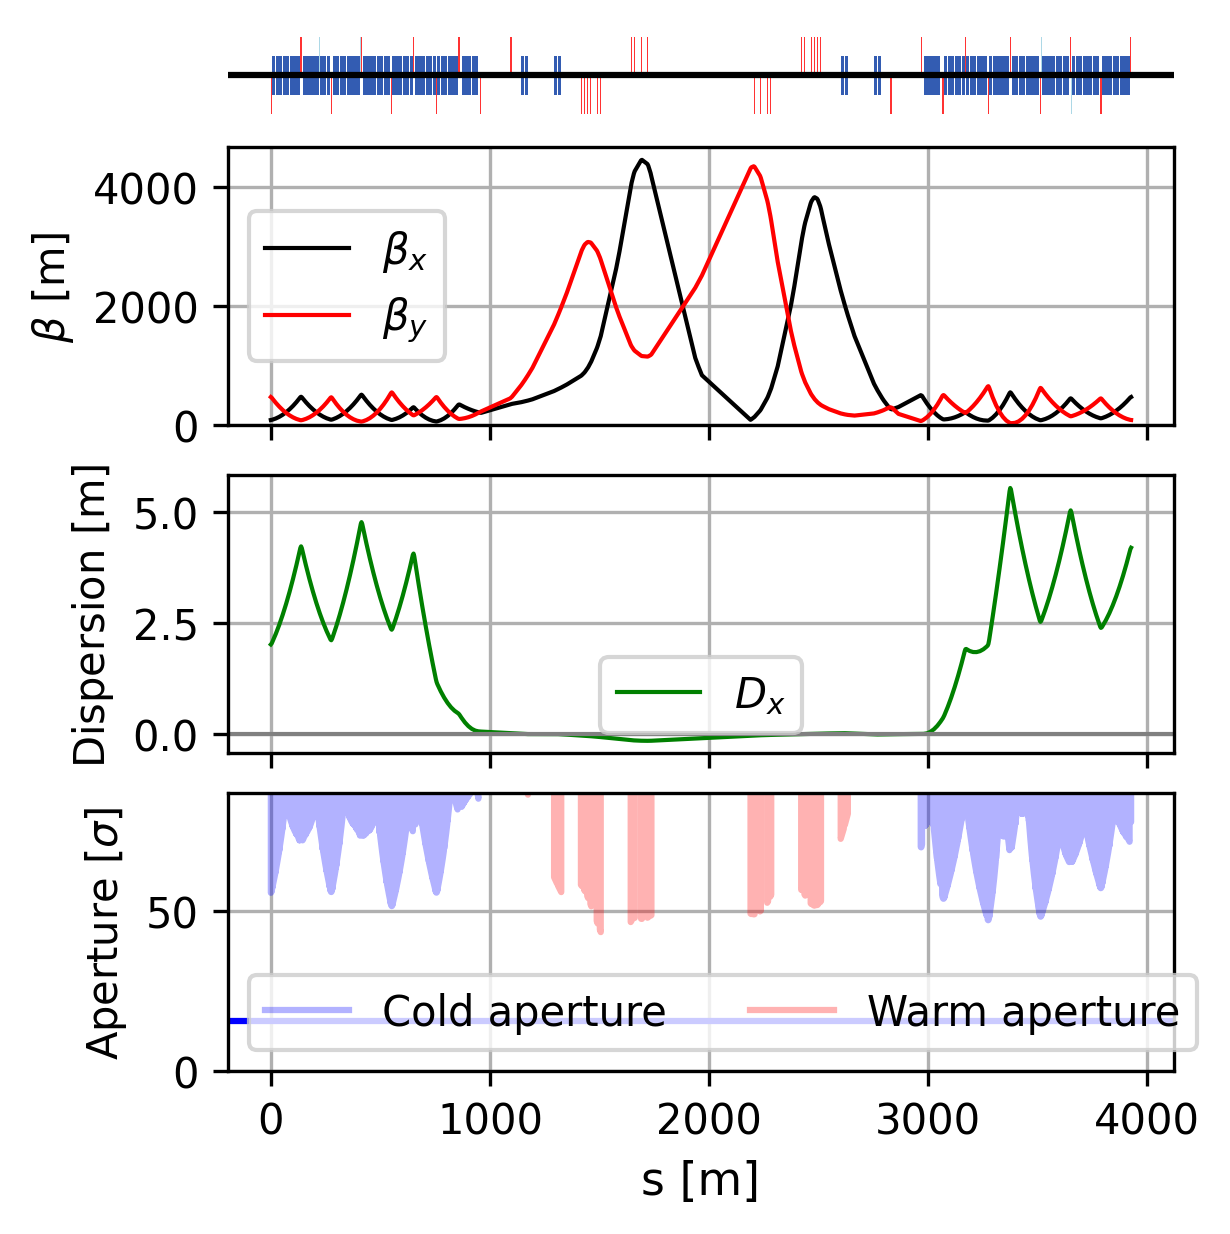 4000
2000
0
β [m]
βx
βy
5.0
2.5
0.0
Dispersion [m]
Dx
50
0
Aperture [σ]
Cold aperture Warm aperture
0 1000 2000 3000 4000
s [m]